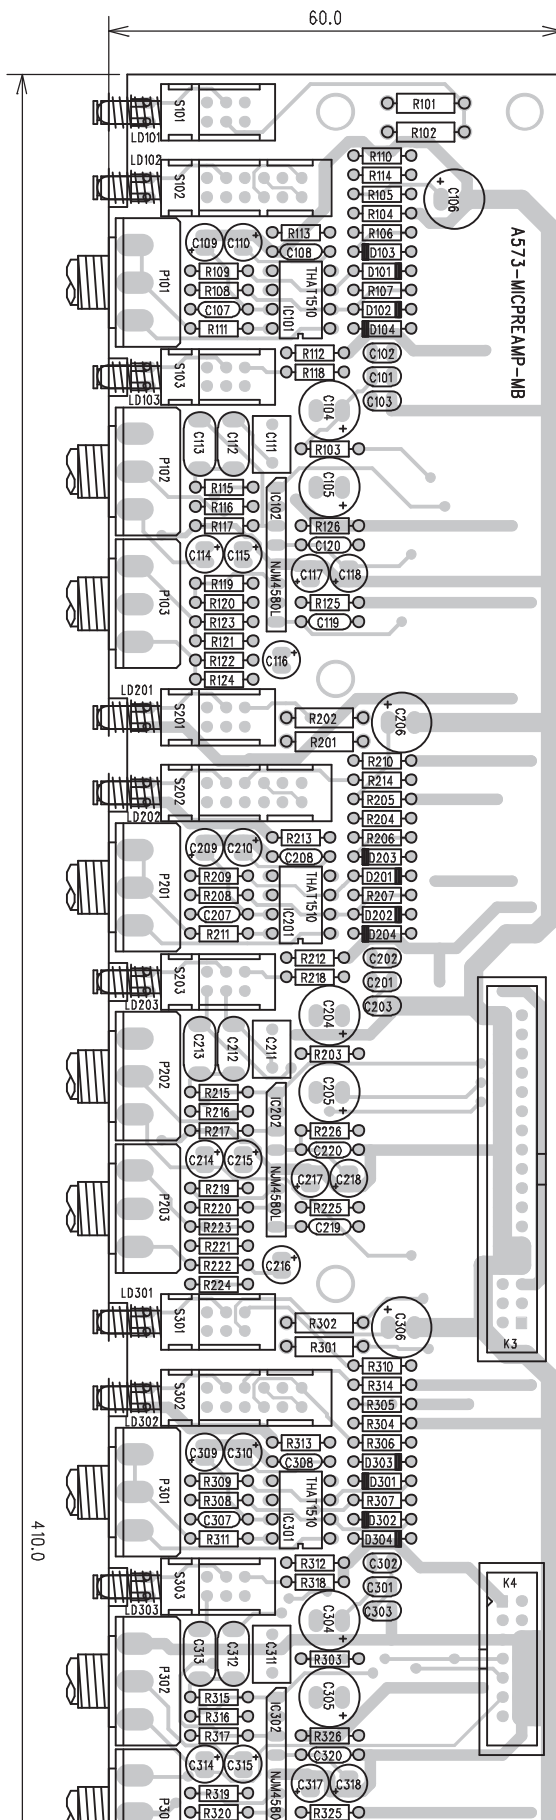 60.0
S101
R101
LD101
R102
LD102
R110
S102
R114
R105
C106
R104
R113
R106
C109
C110
C108
D103
A573-MICPREAMP-MB
P101
R109
THAT1510
D101
R108
R107
C107
IC101
D102
R111
D104
R112
C102
S103
R118
C101
LD103
C103
C104
C113
C112
C111
R103
P102
R115
IC102
C105
R116
R117
R126
C114
C115
C120
NJM4580L
C117
C118
P103
R119
R120
R125
R123
C119
R121
R122
C116
R124
LD201
S201
R202
C206
R201
R210
S202
R214
R205
LD202
R204
R213
R206
C209
C210
C208
D203
P201
R209
THAT1510
D201
R208
R207
C207
IC201
D202
R211
D204
R212
C202
S203
R218
C201
LD203
C203
C204
C213
C212
C211
R203
P202
R215
IC202
C205
R216
R217
R226
C214
C215
C220
NJM4580L
C217
C218
P203
R219
R220
R225
R223
C219
R221
R222
C216
R224
LD301
S301
R302
C306
K3
R301
R310
S302
R314
R305
LD302
R304
R313
R306
C309
C310
C308
D303
P301
R309
THAT1510
D301
R308
R307
C307
IC301
D302
R311
D304
410.0
R312
C302
S303
R318
C301
K4
LD303
C303
C304
C313
C312
C311
R303
P302
R315
IC302
C305
R316
R317
R326
C314
C315
C320
NJM4580
C317
C318
P30
R319
R320
R325